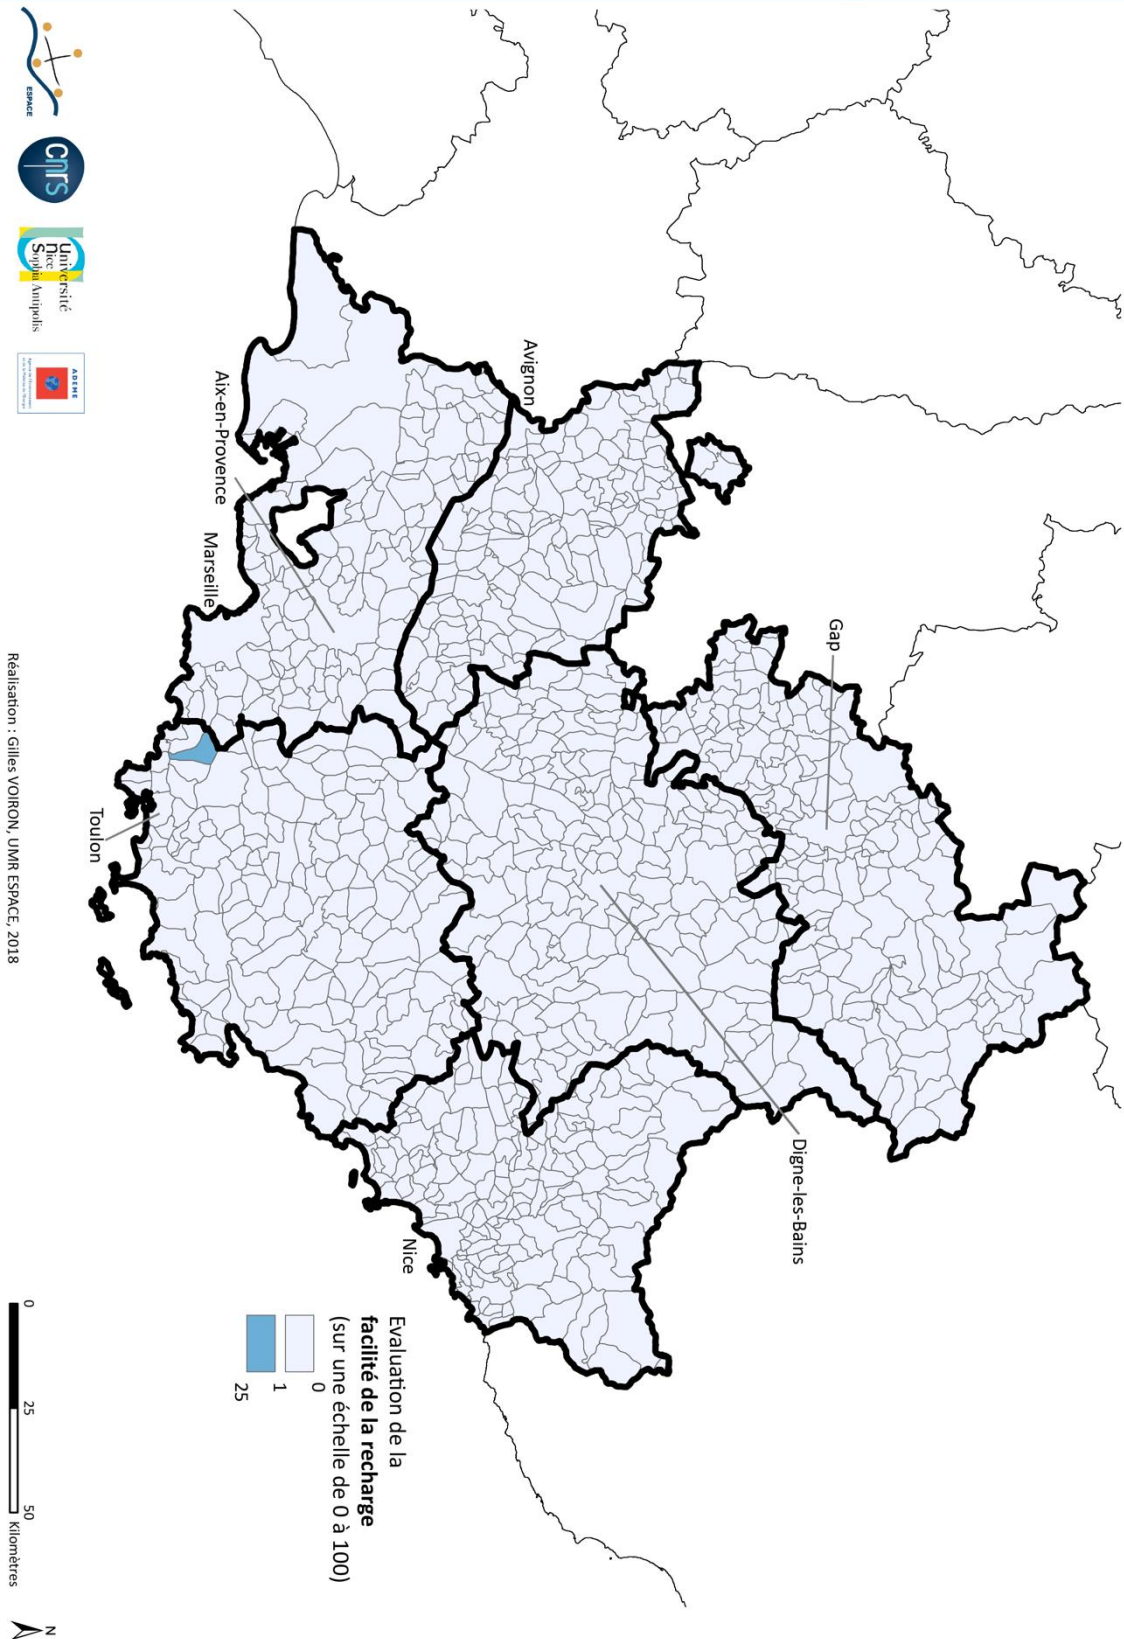 Gap
Digne-les-Bains
Avignon
Aix-en-Provence
Marseille
Toulon
Nice
Evaluation de la
facilité de la recharge
(sur une échelle de 0 à 100)
0
1
25
0
25
50
Kilomètres
N
ESPACE
cnrs
Université
nice
Sophia Antipolis
ADEME
Réalisation : Gilles VOIRON, UMR ESPACE, 2018